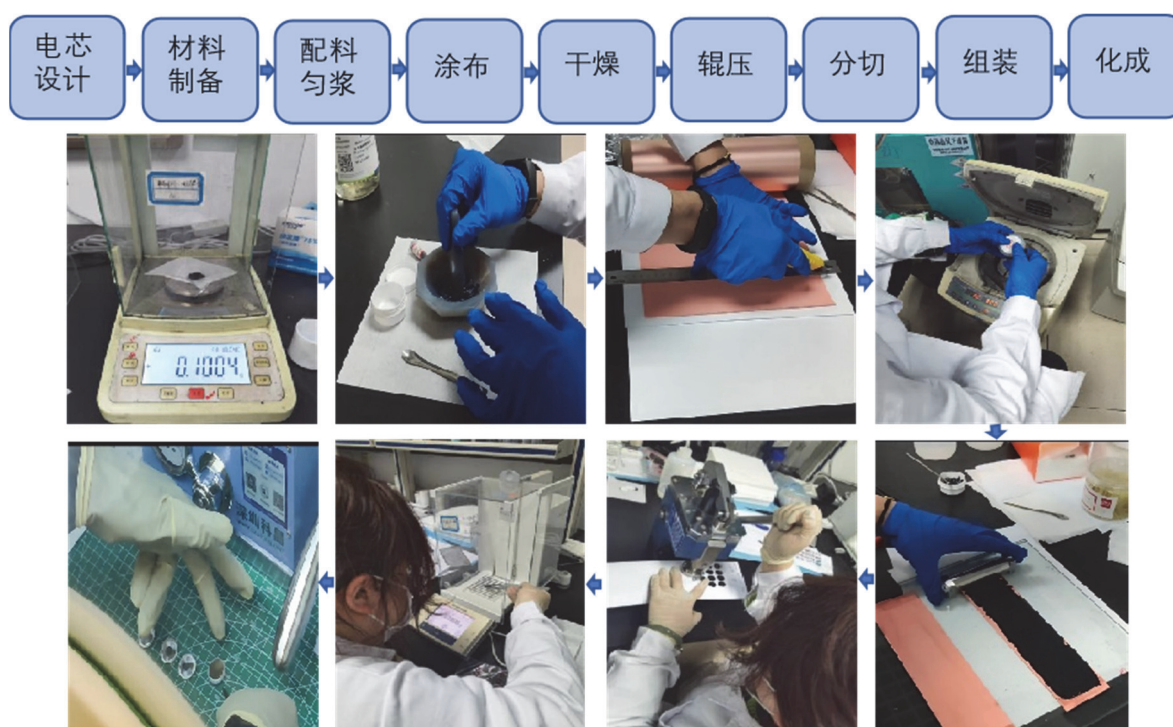 电芯
设计
材料
制备
配料
匀浆
涂布
干燥
辊压
分切
组装
化成
0.1004